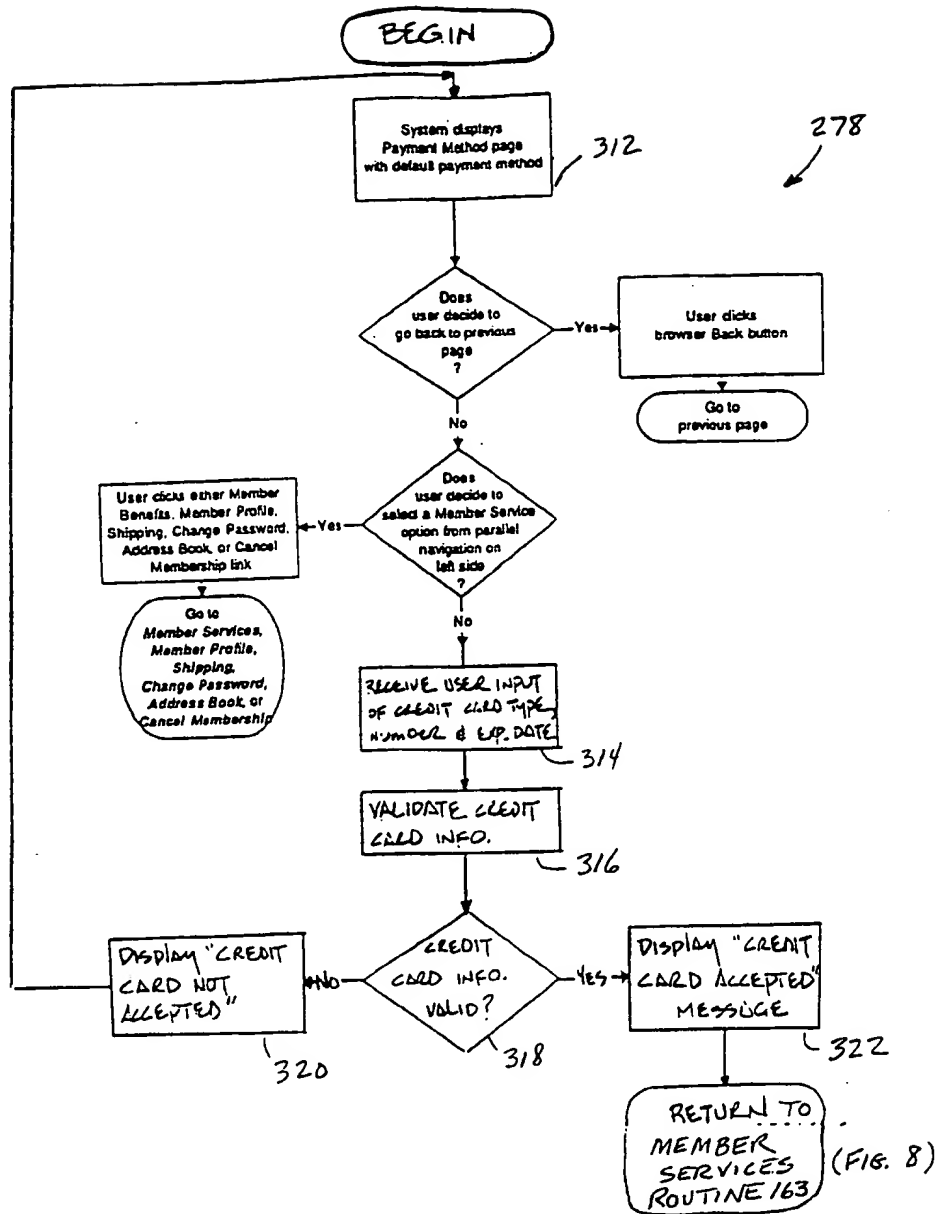 BEGIN
System displays
Payment Method page
with default payment method
312
278
Does
user decide to
go back to previous
page
?
Yes
User clicks
browser Back button
Go to
previous page
No
Does
user decide to
select a Member Service
option from parallel
navigation on
left side
?
Yes
User clicks either Member
Benefits, Member Profile,
Shipping, Change Password,
Address Book, or Cancel
Membership link
Go to
Member Services,
Member Profile,
Shipping,
Change Password,
Address Book, or
Cancel Membership
No
RECEIVE USER INPUT
OF CREDIT CARD TYPE,
NUMBER & EXP. DATE
314
VALIDATE CREDIT
CARD INFO.
316
CREDIT
CARD INFO.
VALID?
318
No
DISPLAY "CREDIT
CARD NOT
ACCEPTED"
320
YES
DISPLAY "CREDIT
CARD ACCEPTED"
MESSAGE
322
RETURN TO
MEMBER
SERVICES
ROUTINE 163
(FIG. 8)